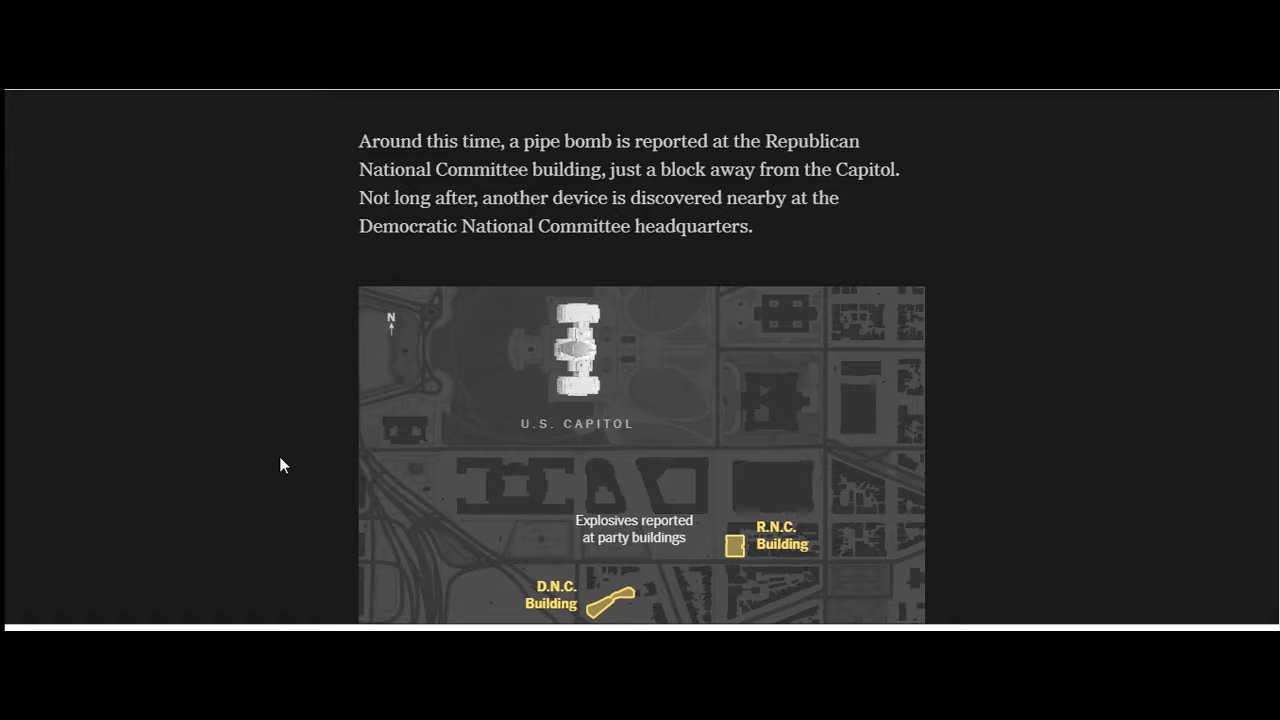 Around this time, a pipe bomb is reported at the Republican
National Committee building, just a block away from the Capitol.
Not long after, another device is discovered nearby at the
Democratic National Committee headquarters.
N
U.S. CAPITOL
Explosives reported
at party buildings
R.N.C.
Building
D.N.C.
Building